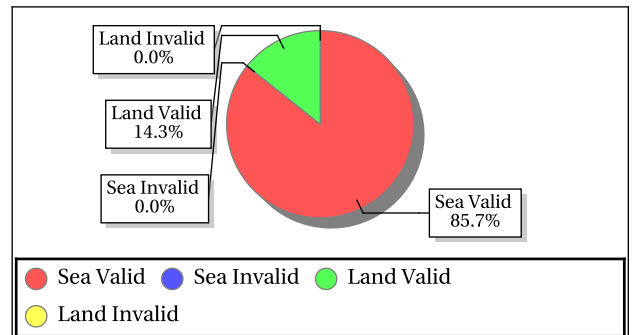 Land Invalid
0.0%
Land Valid
14.3%
Sea Invalid
0.0%
Sea Valid
85.7%
Sea Valid
Sea Invalid
Land Valid
Land Invalid